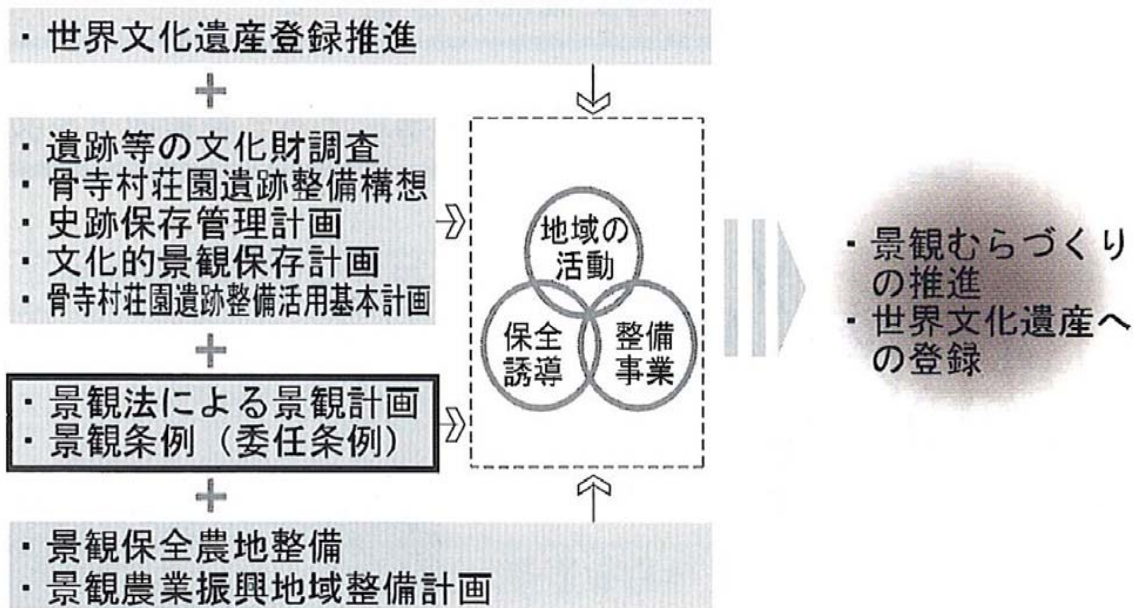 ・世界文化遺産登録推進
+
・遺跡等の文化財調査
・骨寺村荘園遺跡整備構想
・史跡保存管理計画
・文化的景観保存計画
・骨寺村荘園遺跡整備活用基本計画
+
・景観法による景観計画
・景観条例（委任条例）
+
・景観保全農地整備
・景観農業振興地域整備計画
地域の
活動
保全
誘導
整備
事業
・景観むらづくり
の推進
・世界文化遺産へ
の登録